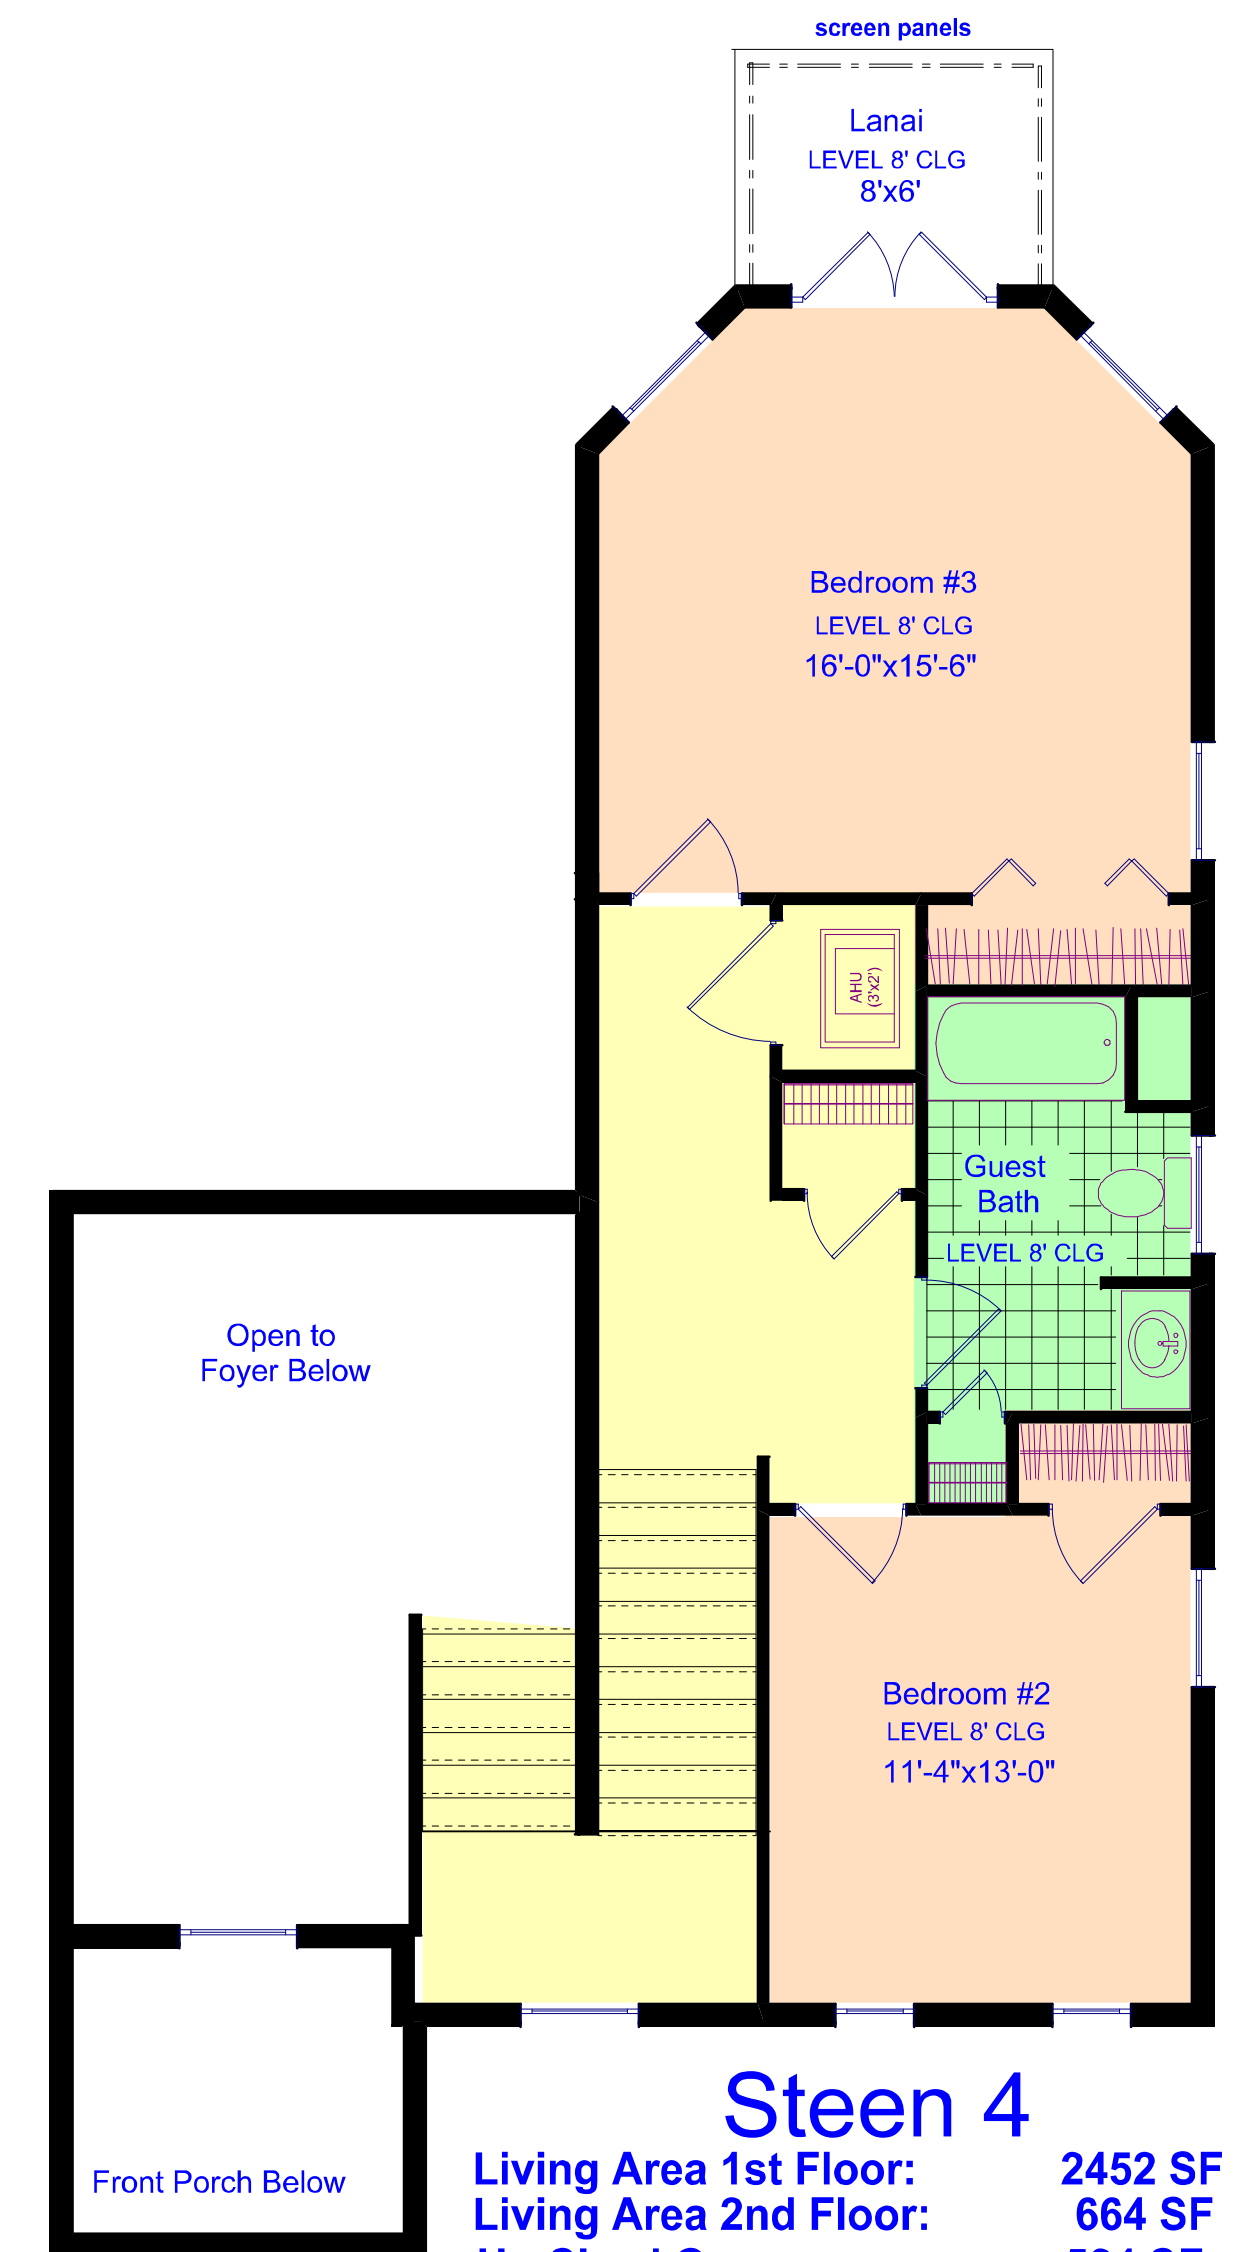 screen panels
Lanai
LEVEL 8' CLG
8'x6'
Bedroom #3
LEVEL 8' CLG
16'-0"x15'-6"
AHU
(3'x2')
Guest
Bath
LEVEL 8' CLG
Open to
Foyer Below
Bedroom #2
LEVEL 8' CLG
11'-4"x13'-0"
Front Porch Below
Steen 4
Living Area 1st Floor: 2452 SF
Living Area 2nd Floor: 664 SF